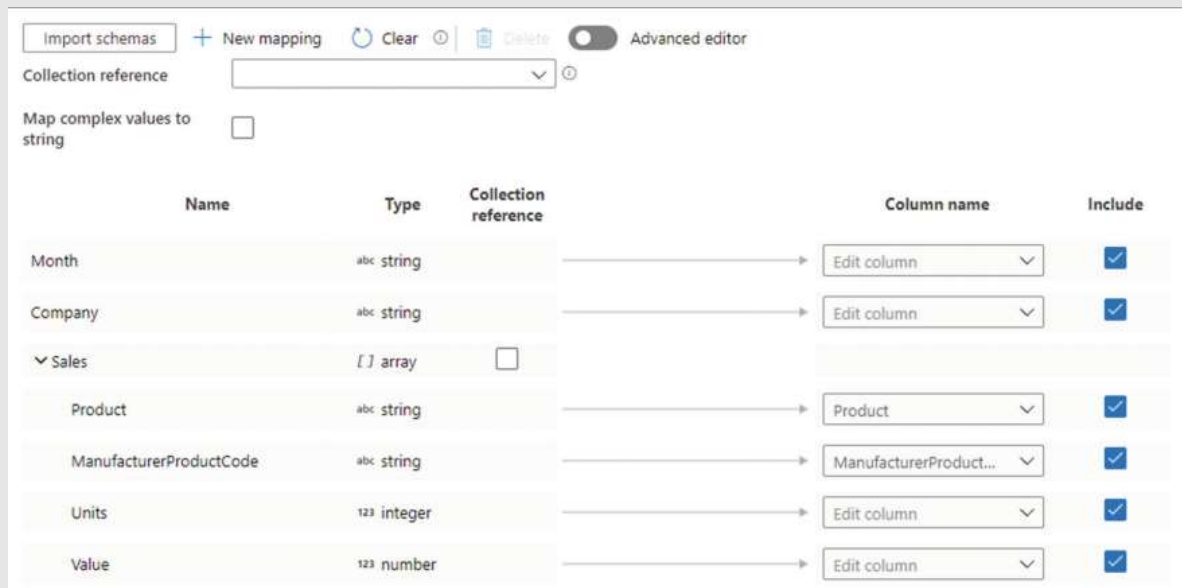 Import schemas + New mapping Clear Delete Advanced editor
Collection reference
Map complex values to
string
Name Type Collection reference Column name Include
Month abc string Edit column
Company abc string Edit column
Sales [ ] array
Product abc string Product
ManufacturerProductCode abc string ManufacturerProduct...
Units 123 integer Edit column
Value 123 number Edit column